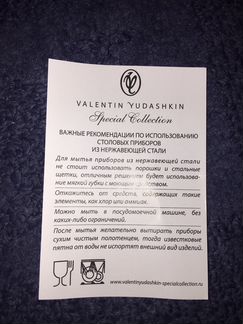 VALENTIN YUDASHKIN
Special Collection
ВАЖНЫЕ РЕКОМЕНДАЦИИ ПО ИСПОЛЬЗОВАНИЮ
СТОЛОВЫХ ПРИБОРОВ
ИЗ НЕРЖАВЕЮЩЕЙ СТАЛИ
Для мытья приборов из нержавеющей стали
не стоит использовать порошки и стальные
щетки, отличным решением будет использова-
ние мягкой губки с моющим средством.
Откажитесь от средств, содержащих такие
элементы, как хлор или аммиак.
Можно мыть в посудомоечной машине, без
каких-либо ограничений.
После мытья желательно вытирать приборы
сухим чистым полотенцем, тогда известковые
пятна от воды не испортят внешний вид изделий.
www.valentinyudashkin-specialcollection.ru